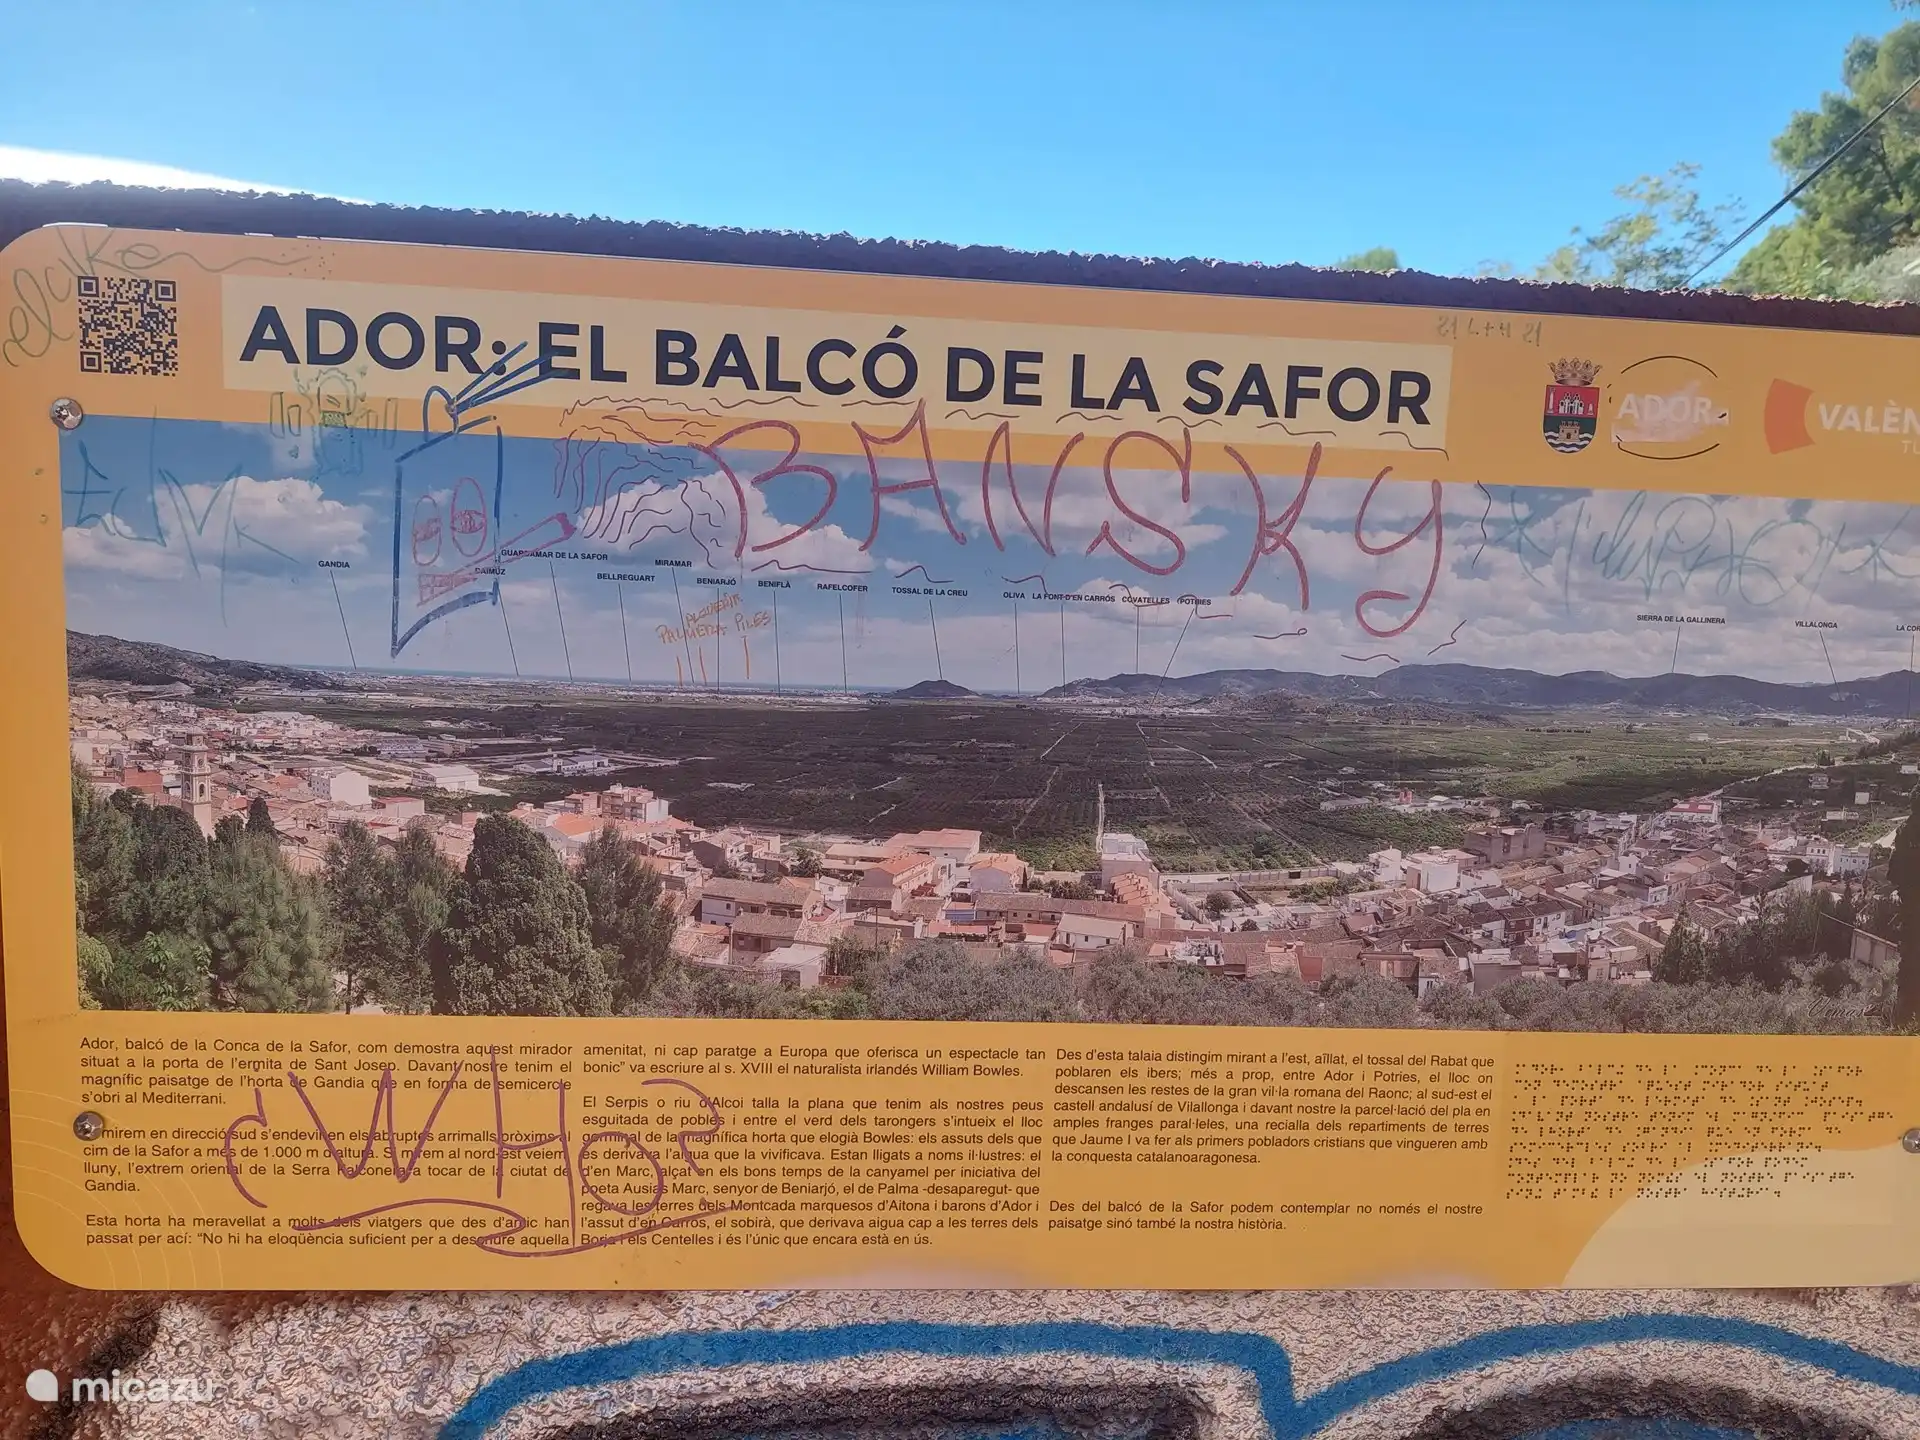 elcike
ADOR: EL BALCÓ DE LA SAFOR
ADOR
VALÈN
BANSKY
GANDIA
DAIMÚZ
GUARDAMAR DE LA SAFOR
BELLREGUART
MIRAMAR
BENIARJÓ
BENIFLÀ
RAFELCOFER
TOSSAL DE LA CREU
OLIVA
LA FONT D'EN CARRÓS
COVATELLES
POTRIES
SIERRA DE LA GALLINERA
VILLALONGA
LA COR
PALMERA PILES
Ador, balcó de la Conca de la Safor, com demostra aquest mirador
situat a la porta de l'ermita de Sant Josep. Davant nostre tenim el
magnífic paisatge de l'horta de Gandia que en forma de semicercle
s'obri al Mediterrani.
mirem en direcció sud s'endevinen els abruptes arrimalls pròxims al
cim de la Safor a més de 1.000 m d'altura. Si mirem al nord-est veiem,
lluny, l'extrem oriental de la Serra Falconera a tocar de la ciutat de
Gandia.
Esta horta ha meravellat a molts dels viatgers que des d'antic han
passat per ací: “No hi ha eloqüència suficient per a descriure aquella
amenitat, ni cap paratge a Europa que oferisca un espectacle tan
bonic” va escriure al s. XVIII el naturalista irlandés William Bowles.
El Serpis o riu d'Alcoi talla la plana que tenim als nostres peus
esguitada de pobles i entre el verd dels tarongers s'intueix el lloc
germinal de la magnífica horta que elogià Bowles: els assuts dels que
es derivava l'aigua que la vivificava. Estan lligats a noms il·lustres: el
d'en Marc, alçat en els bons temps de la canyamel per iniciativa del
poeta Ausiàs Marc, senyor de Beniarjó, el de Palma -desaparegut- que
regava les terres dels Montcada marquesos d'Aitona i barons d'Ador i
l'assut d'en Carròs, el sobirà, que derivava aigua cap a les terres dels
Borja i els Centelles i és l'únic que encara està en ús.
Des d'esta talaia distingim mirant a l'est, aïllat, el tossal del Rabat que
poblaren els ibers; més a prop, entre Ador i Potries, el lloc on
descansen les restes de la gran vil·la romana del Raonc; al sud-est el
castell andalusí de Vilallonga i davant nostre la parcel·lació del pla en
amples franges paral·leles, una recialla dels repartiments de terres
que Jaume I va fer als primers pobladors cristians que vingueren amb
la conquesta catalanoaragonesa.
Des del balcó de la Safor podem contemplar no només el nostre
paisatge sinó també la nostra història.
micazu